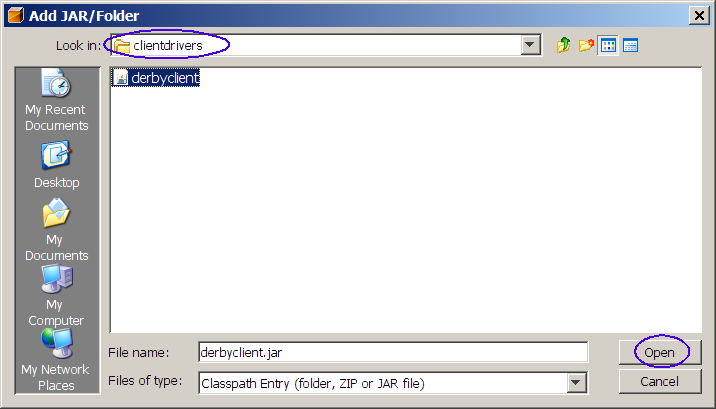 Add JAR/Folder
Look in: clientdrivers
derbyclient
My Recent
Documents
Desktop
My
Documents
My
Computer
My Network
Places
File name: derbyclient.jar Open
Files of type: Classpath Entry (folder, ZIP or JAR file) Cancel